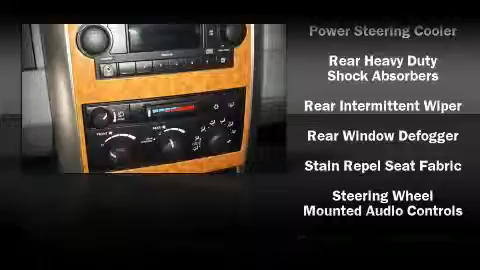 Power Steering Cooler
Rear Heavy Duty
Shock Absorbers
Rear Intermittent Wiper
Rear Window Defogger
Stain Repel Seat Fabric
Steering Wheel
Mounted Audio Controls